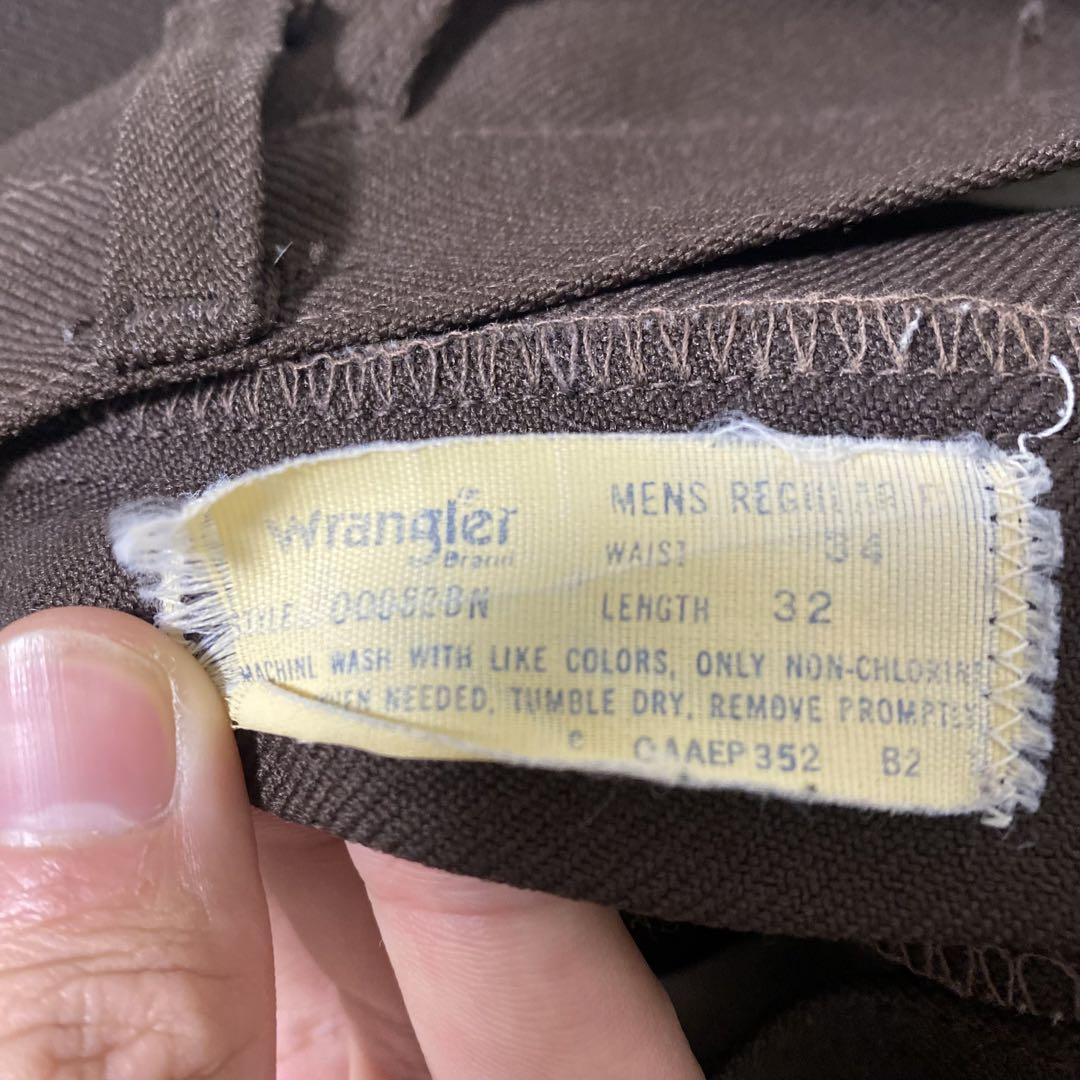 Wrangler
Brand
MENS REGULAR
WAIST 34
LENGTH 32
MACHINE WASH WITH LIKE COLORS, ONLY NON-CHLORINE
WHEN NEEDED, TUMBLE DRY, REMOVE PROMPTLY
352 B2